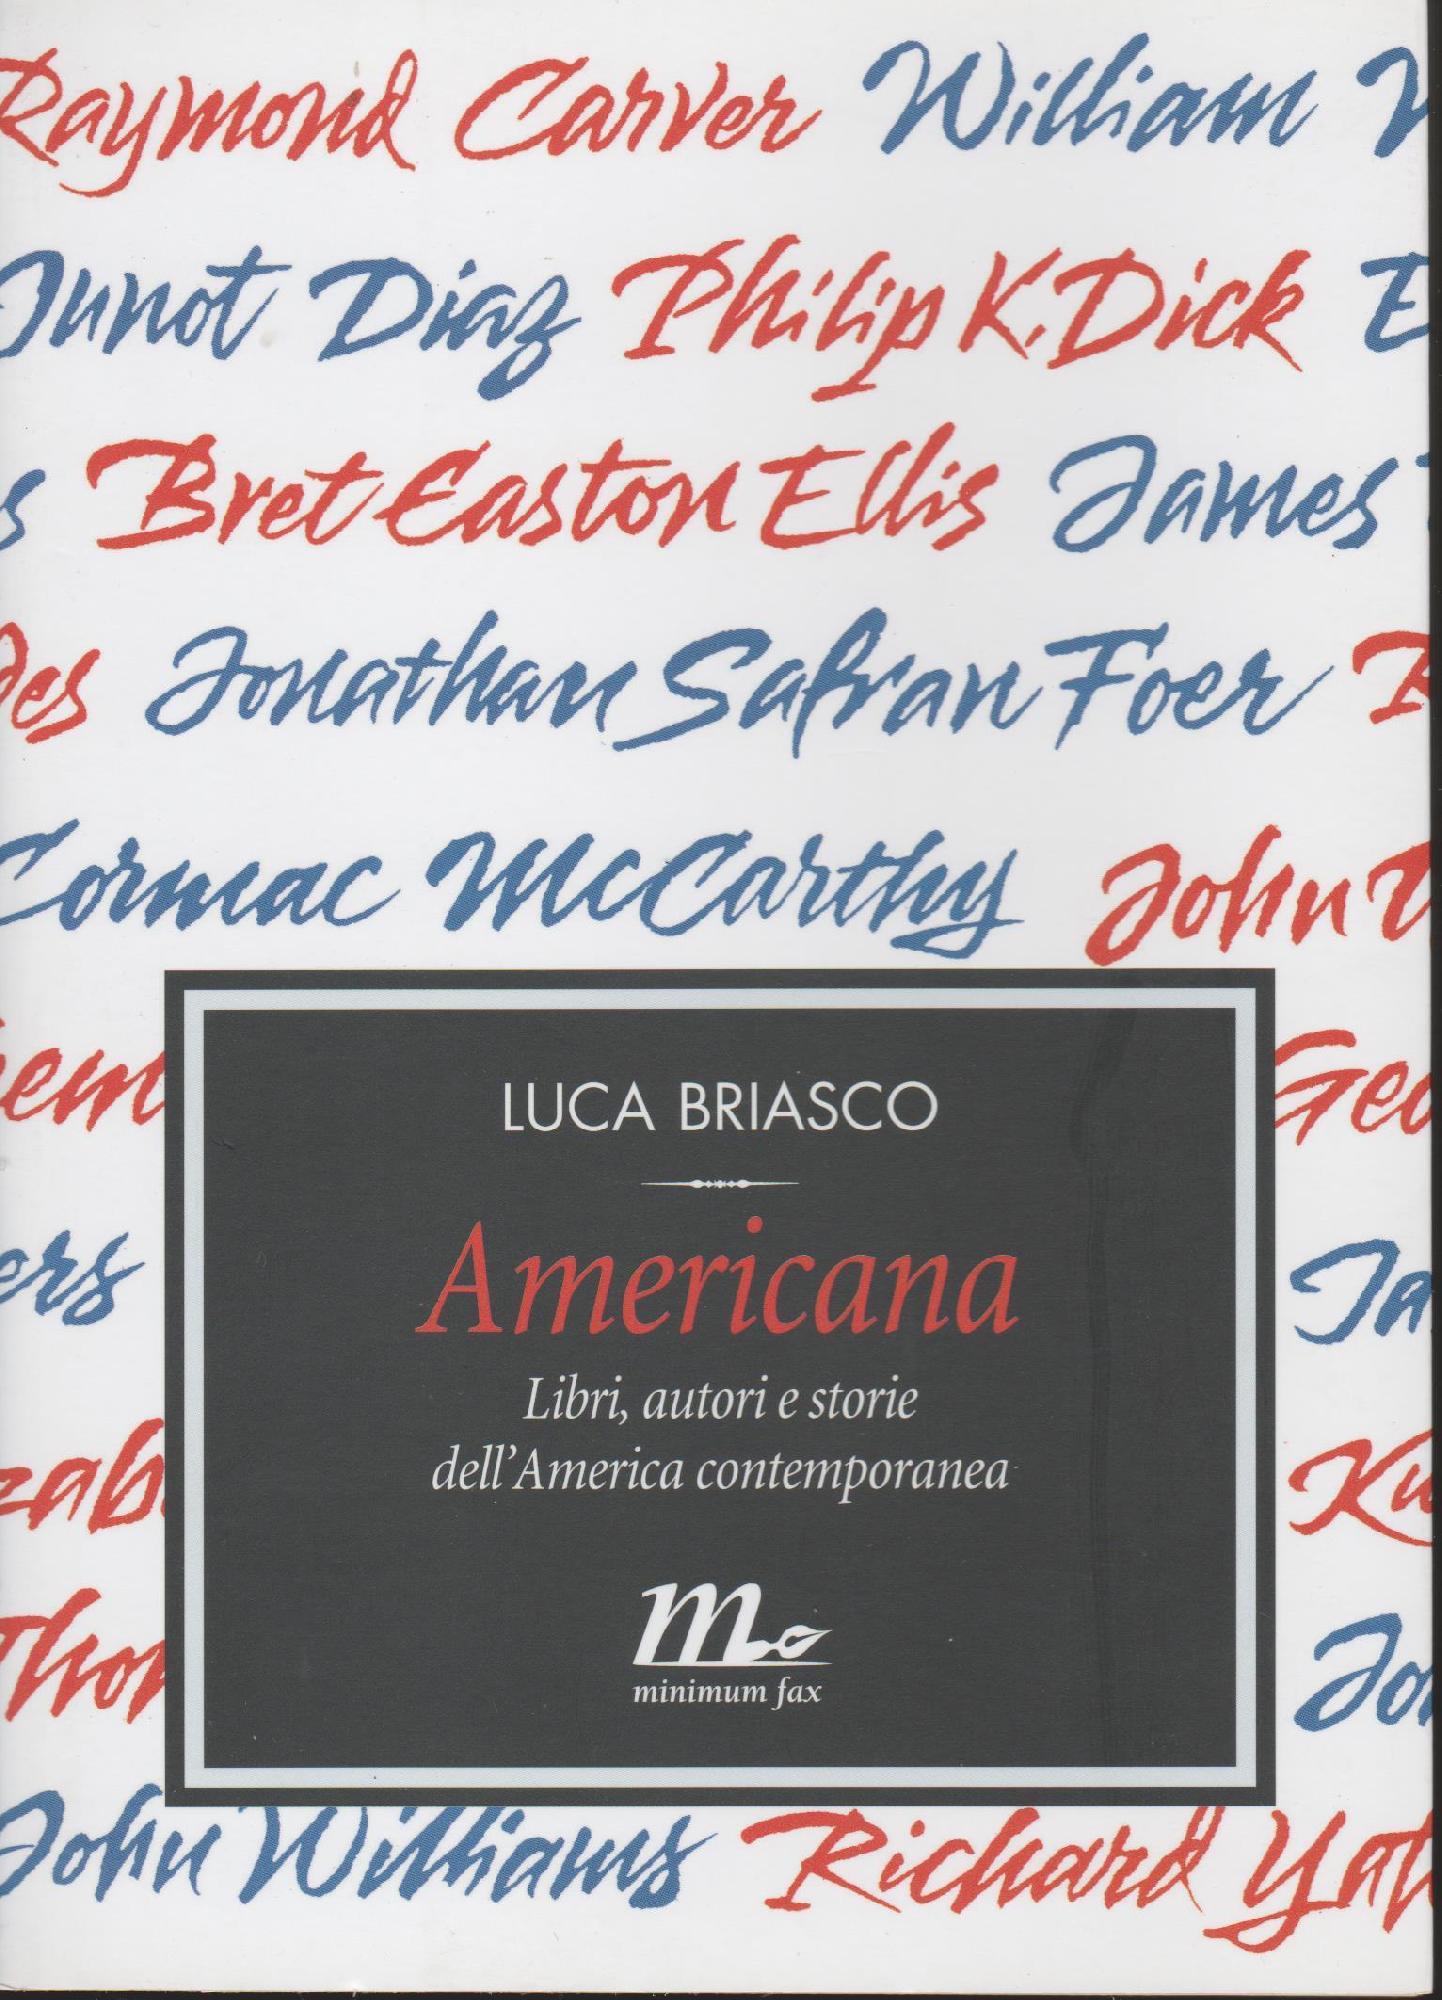 Raymond Carver William
Junot Diaz Philip K. Dick
Bret Easton Ellis James
Jonathan Safran Foer
Cormac McCarthy John
LUCA BRIASCO
Americana
Libri, autori e storie
dell'America contemporanea
m
minimum fax
John Williams Richard